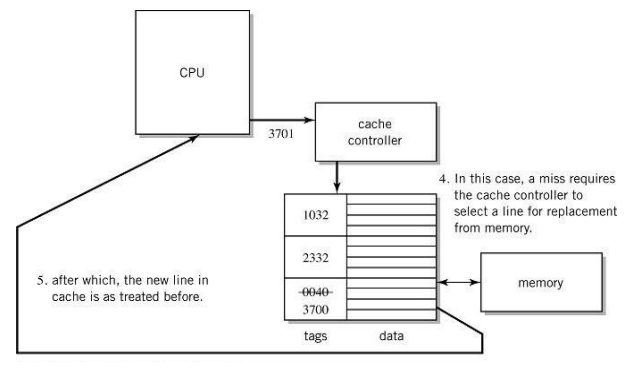 CPU
3701
cache
controller
4. In this case, a miss requires
the cache controller to
select a line for replacement
from memory.
1032
2332
0040
3700
memory
5. after which, the new line in
cache is as treated before.
tags data